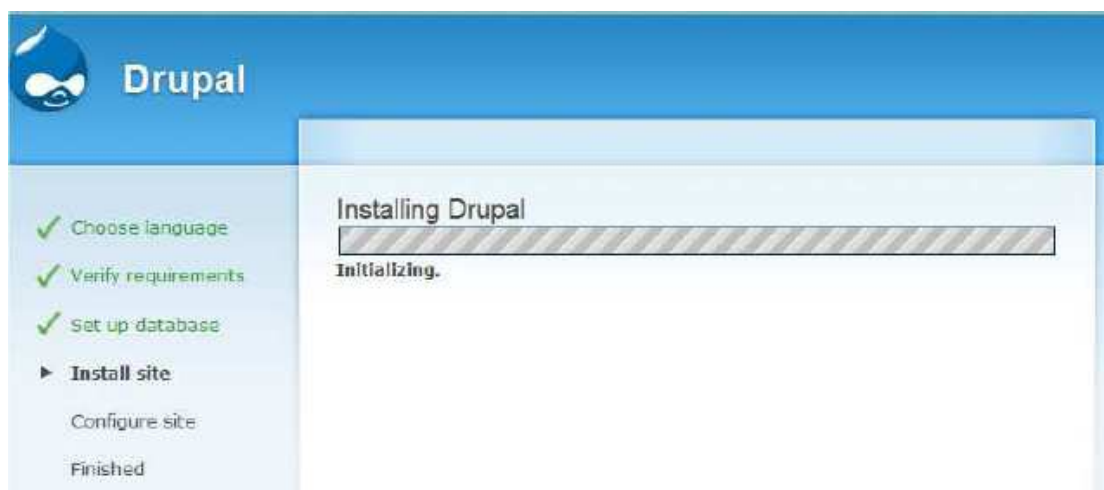 Drupal
Choose language
Verify requirements
Set up database
Install site
Configure site
Finished
Installing Drupal
Initializing.